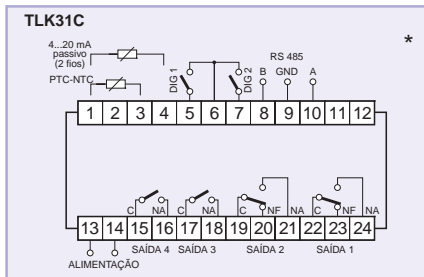 TLK31C
*
4...20 mA
passivo
(2 fios)
PTC-NTC
DIG 1
DIG 2
RS 485
B GND A
1 2 3 4 5 6 7 8 9 10 11 12
C NA C NA C NF NA C NF NA
13 14 15 16 17 18 19 20 21 22 23 24
SAÍDA 4 SAÍDA 3 SAÍDA 2 SAÍDA 1
ALIMENTAÇÃO